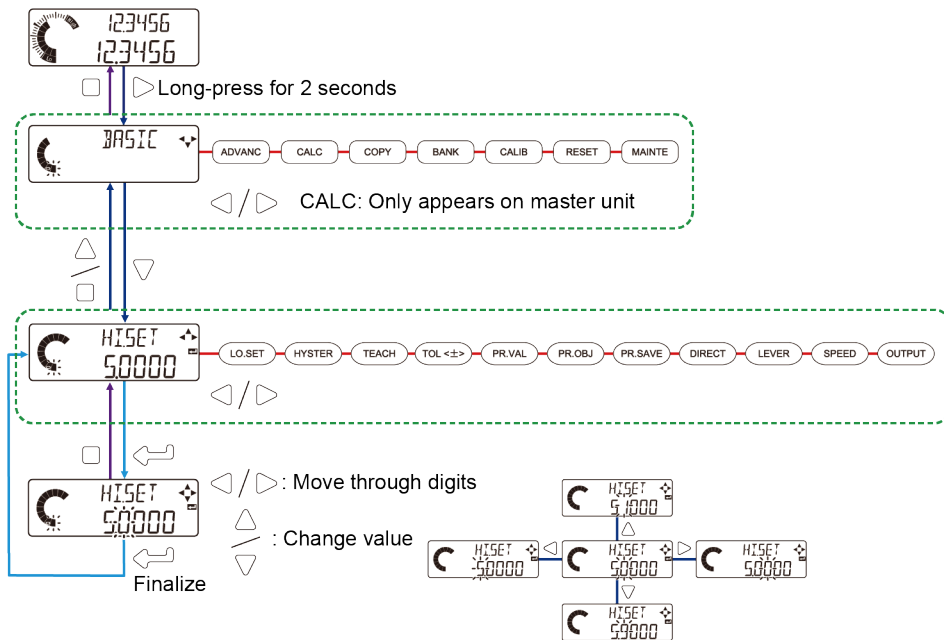 12.3456
12.3456
Long-press for 2 seconds
BASIC
ADVANC CALC COPY BANK CALIB RESET MAINTE
/ CALC: Only appears on master unit
/
HI.SET
5.0000
LO.SET HYSTER TEACH TOL <±> PR.VAL PR.OBJ PR.SAVE DIRECT LEVER SPEED OUTPUT
/
HI.SET
5.0000
/ : Move through digits
/ : Change value
Finalize
HI.SET
5.1000
HI.SET
-5.0000
HI.SET
5.0000
HI.SET
5.0000
HI.SET
5.9000